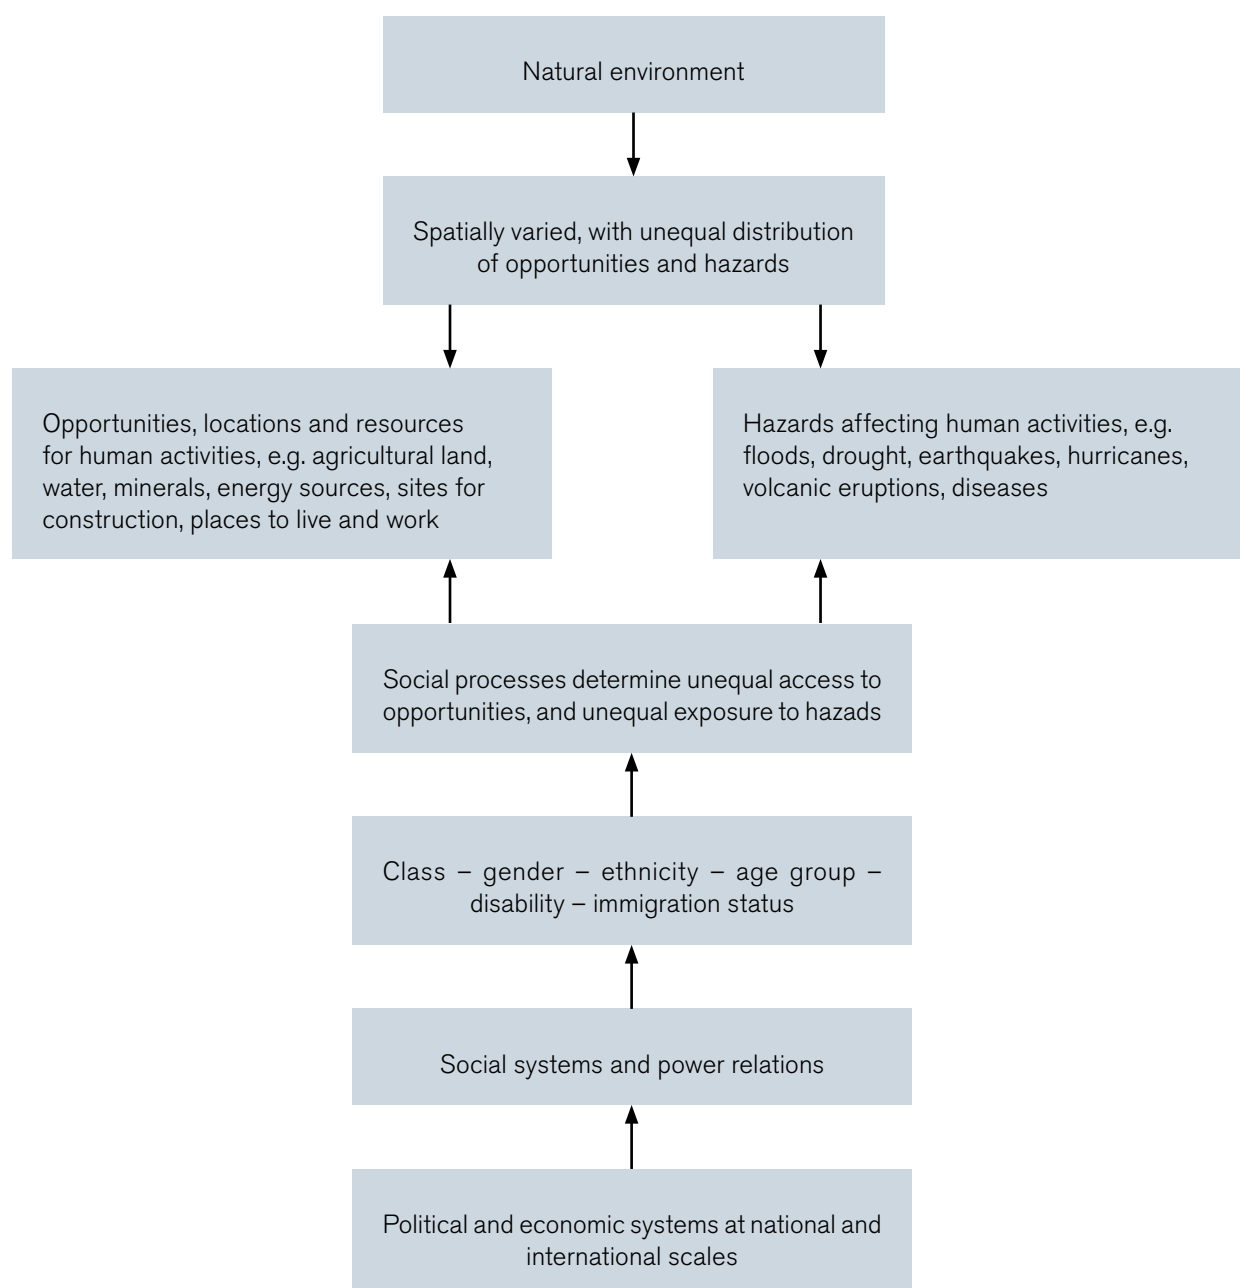 Natural environment
Spatially varied, with unequal distribution
of opportunities and hazards
Opportunities, locations and resources
for human activities, e.g. agricultural land,
water, minerals, energy sources, sites for
construction, places to live and work
Hazards affecting human activities, e.g.
floods, drought, earthquakes, hurricanes,
volcanic eruptions, diseases
Social processes determine unequal access to
opportunities, and unequal exposure to hazads
Class – gender – ethnicity – age group –
disability – immigration status
Social systems and power relations
Political and economic systems at national and
international scales